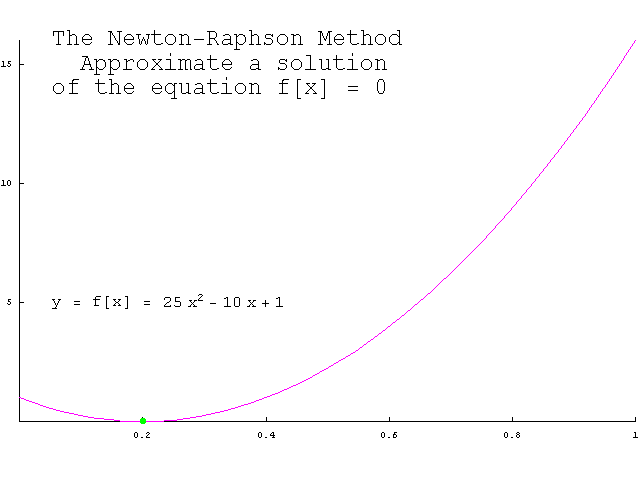 The Newton-Raphson Method
Approximate a solution
of the equation f[x] = 0
15
10
y = f[x] = 25 x² - 10 x + 1
5
0.2 0.4 0.6 0.8 1